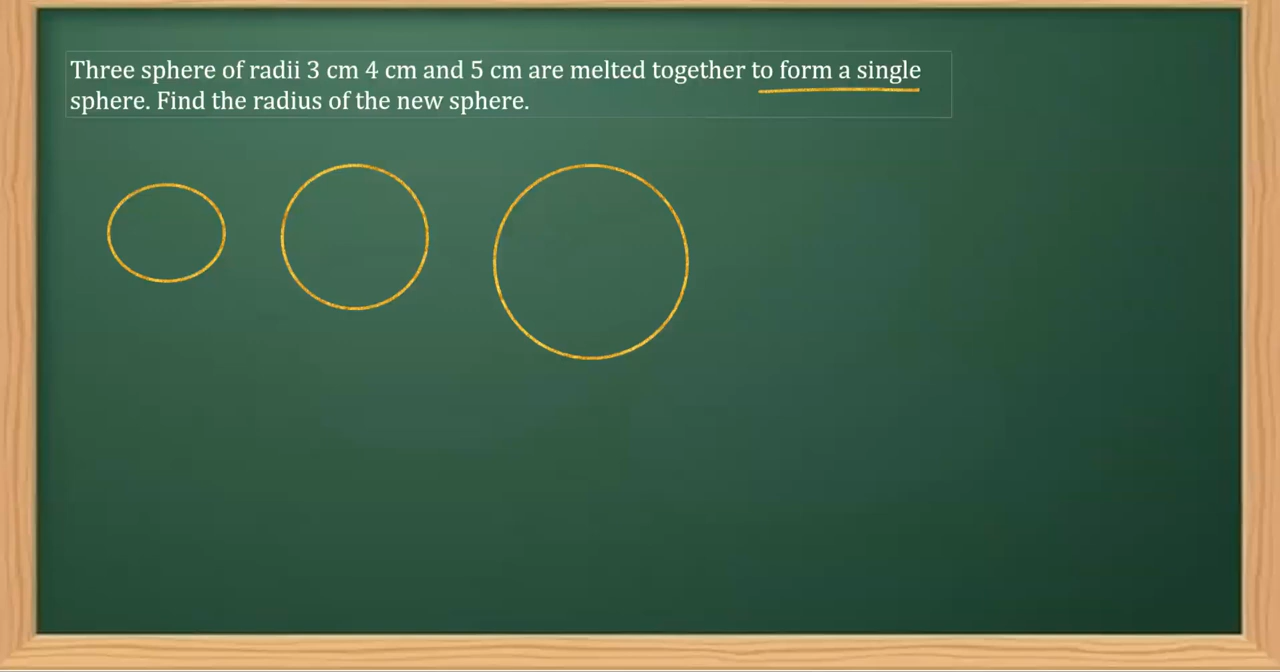 Three sphere of radii 3 cm 4 cm and 5 cm are melted together to form a single
sphere. Find the radius of the new sphere.